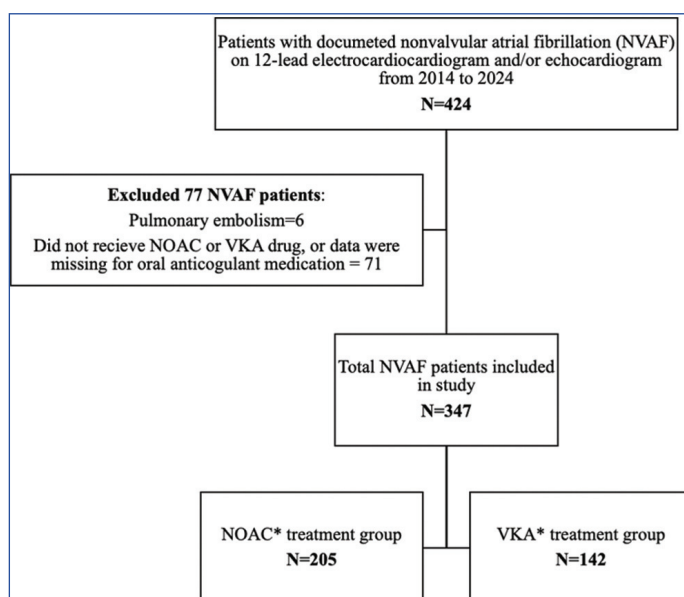 Patients with documeted nonvalvular atrial fibrillation (NVAF)
on 12-lead electrocardiocardiogram and/or echocardiogram
from 2014 to 2024
N=424
Excluded 77 NVAF patients:
Pulmonary embolism=6
Did not recieve NOAC or VKA drug, or data were
missing for oral anticogulant medication = 71
Total NVAF patients included
in study
N=347
NOAC* treatment group
N=205
VKA* treatment group
N=142